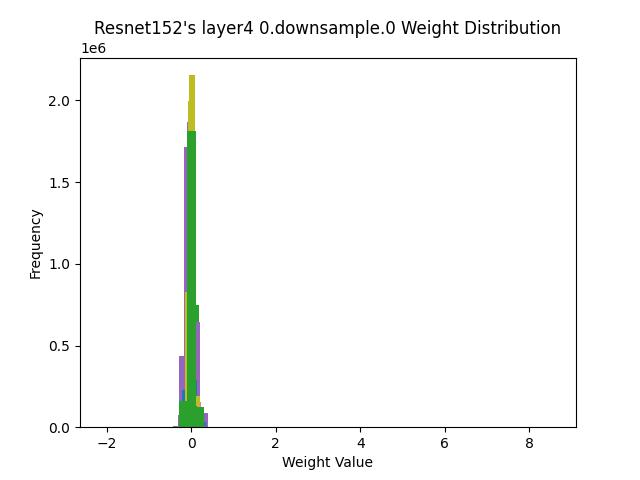 Resnet152's layer4 0.downsample.0 Weight Distribution
1e6
2.0
1.5
1.0
0.5
0.0
Frequency
−2 0 2 4 6 8
Weight Value